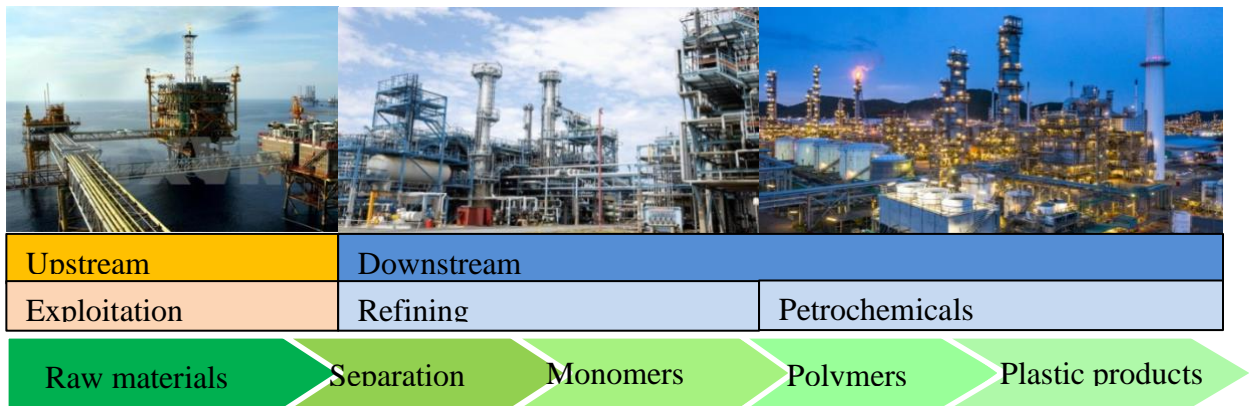 Upstream
Downstream
Exploitation
Refining
Petrochemicals
Raw materials
Separation
Monomers
Polymers
Plastic products